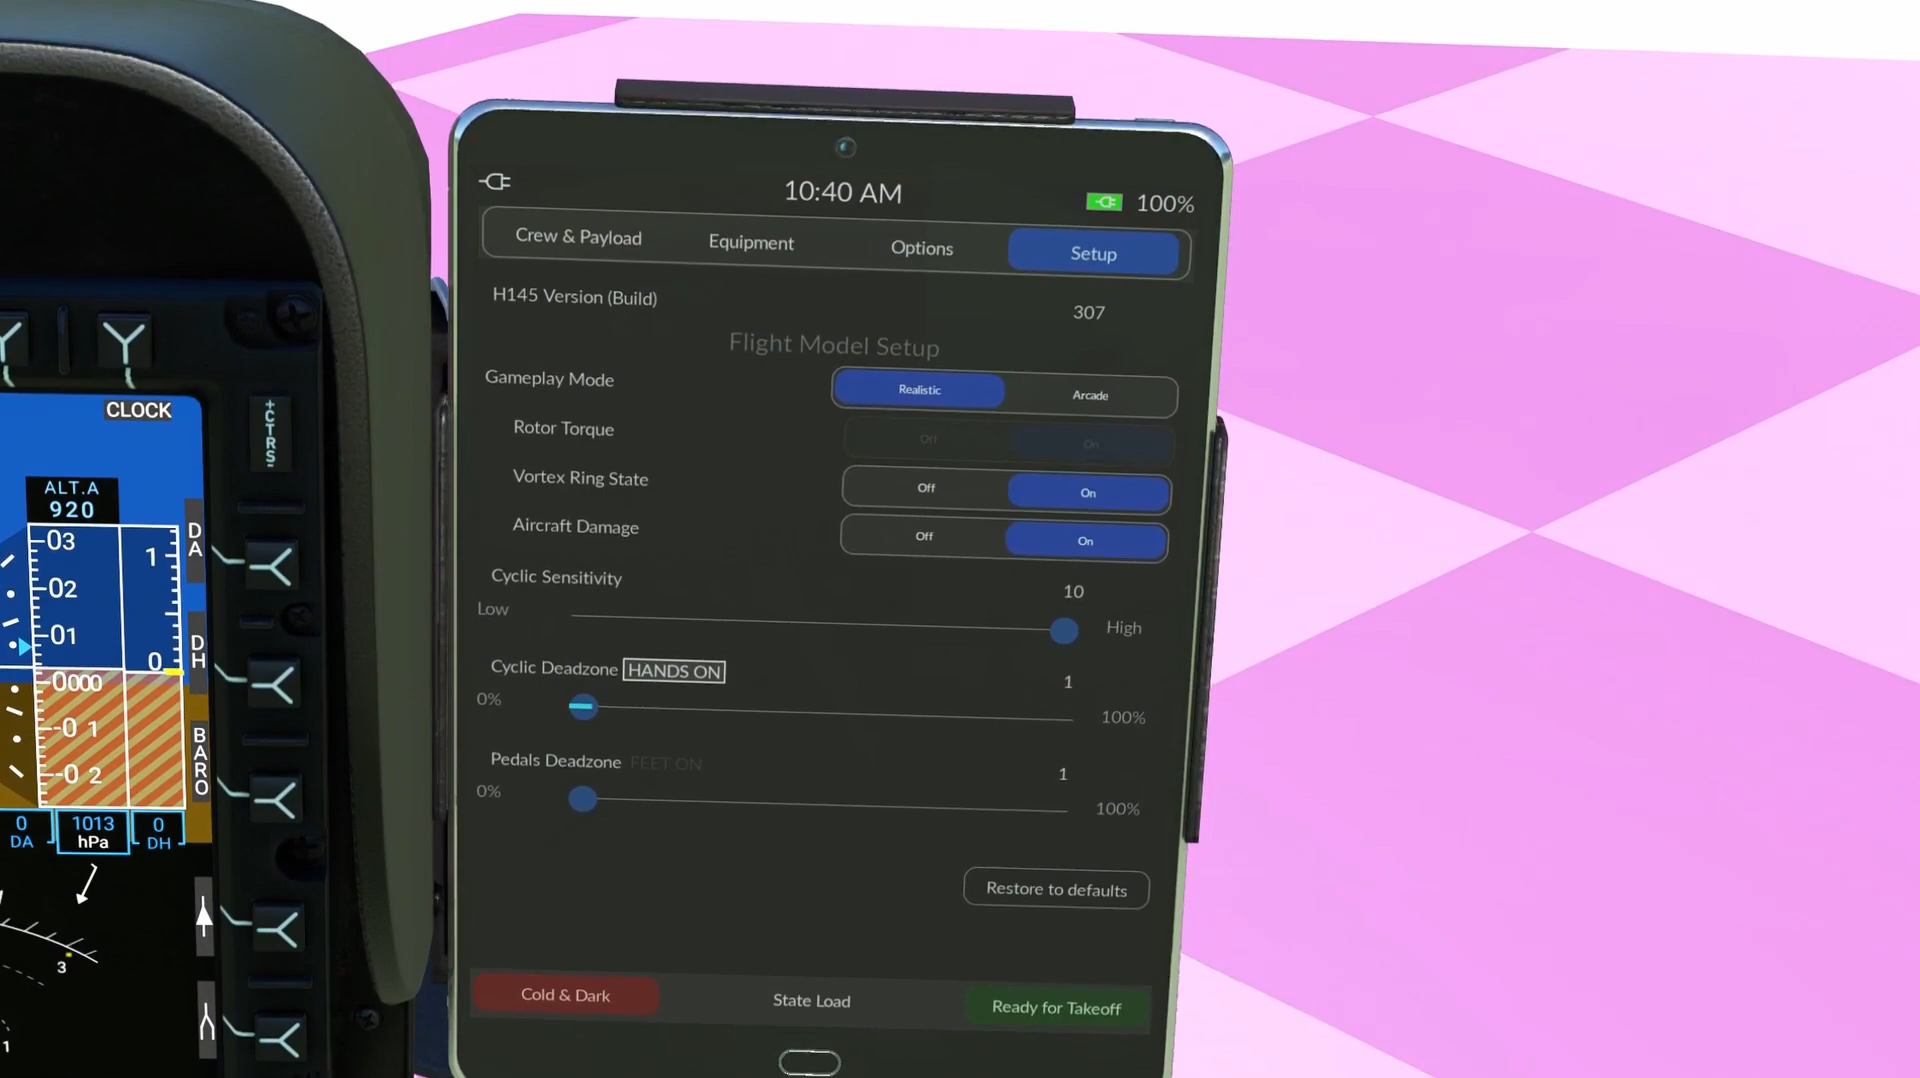 10:40 AM
100%
Crew & Payload Equipment Options Setup
H145 Version (Build) 307
Flight Model Setup
Gameplay Mode Realistic Arcade
Rotor Torque Off On
Vortex Ring State Off On
Aircraft Damage Off On
Cyclic Sensitivity 10
Low High
Cyclic Deadzone HANDS ON 1
0% 100%
Pedals Deadzone FEET ON 1
0% 100%
Restore to defaults
Cold & Dark State Load Ready for Takeoff
CLOCK
+CTRS-
ALT.A
920
03
1
02
01
0
0000
-0 1
-0 2
DA
DH
BARO
0 1013 0
DA hPa DH
3
1